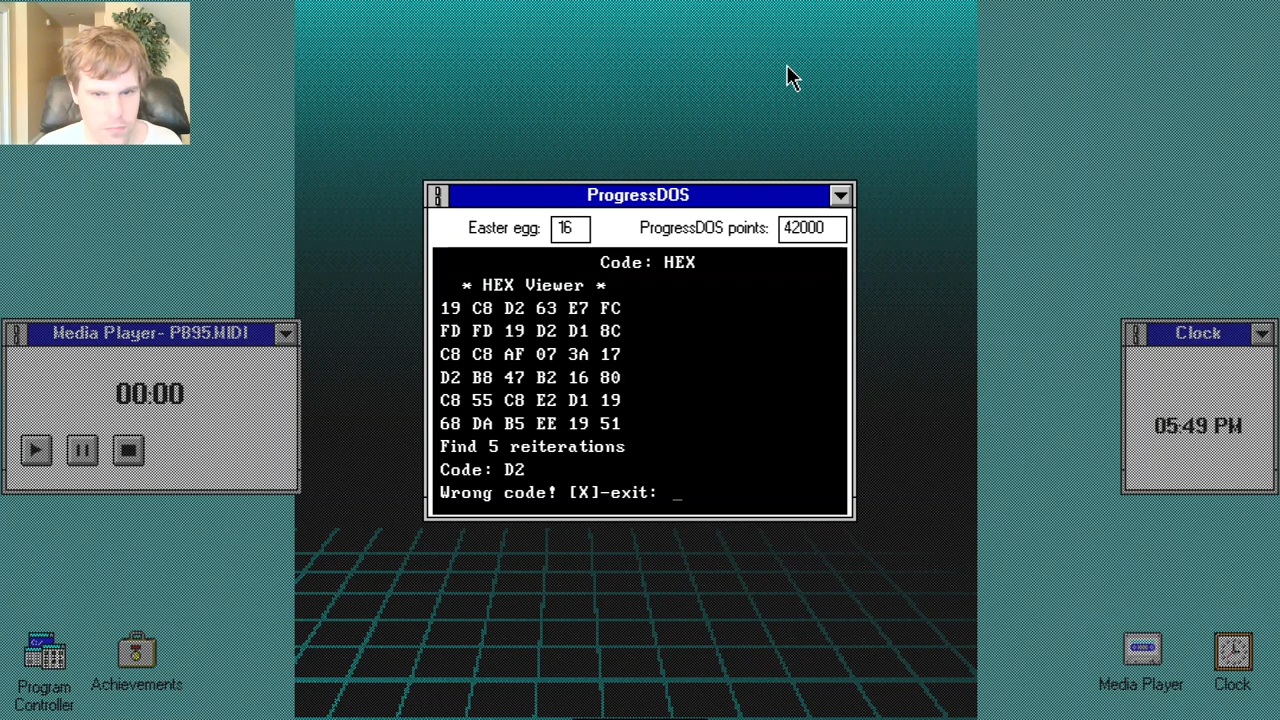 ProgressDOS
Easter egg: 16 ProgressDOS points: 42000
Code: HEX
* HEX Viewer *
19 C8 D2 63 E7 FC
FD FD 19 D2 D1 8C
C8 C8 AF 07 3A 17
D2 B8 47 B2 16 80
C8 55 C8 E2 D1 19
68 DA B5 EE 19 51
Find 5 reiterations
Code: D2
Wrong code! [X]-exit: _
Media Player- PB95.MIDI
00:00
Clock
05:49 PM
Program
Controller
Achievements
Media Player
Clock